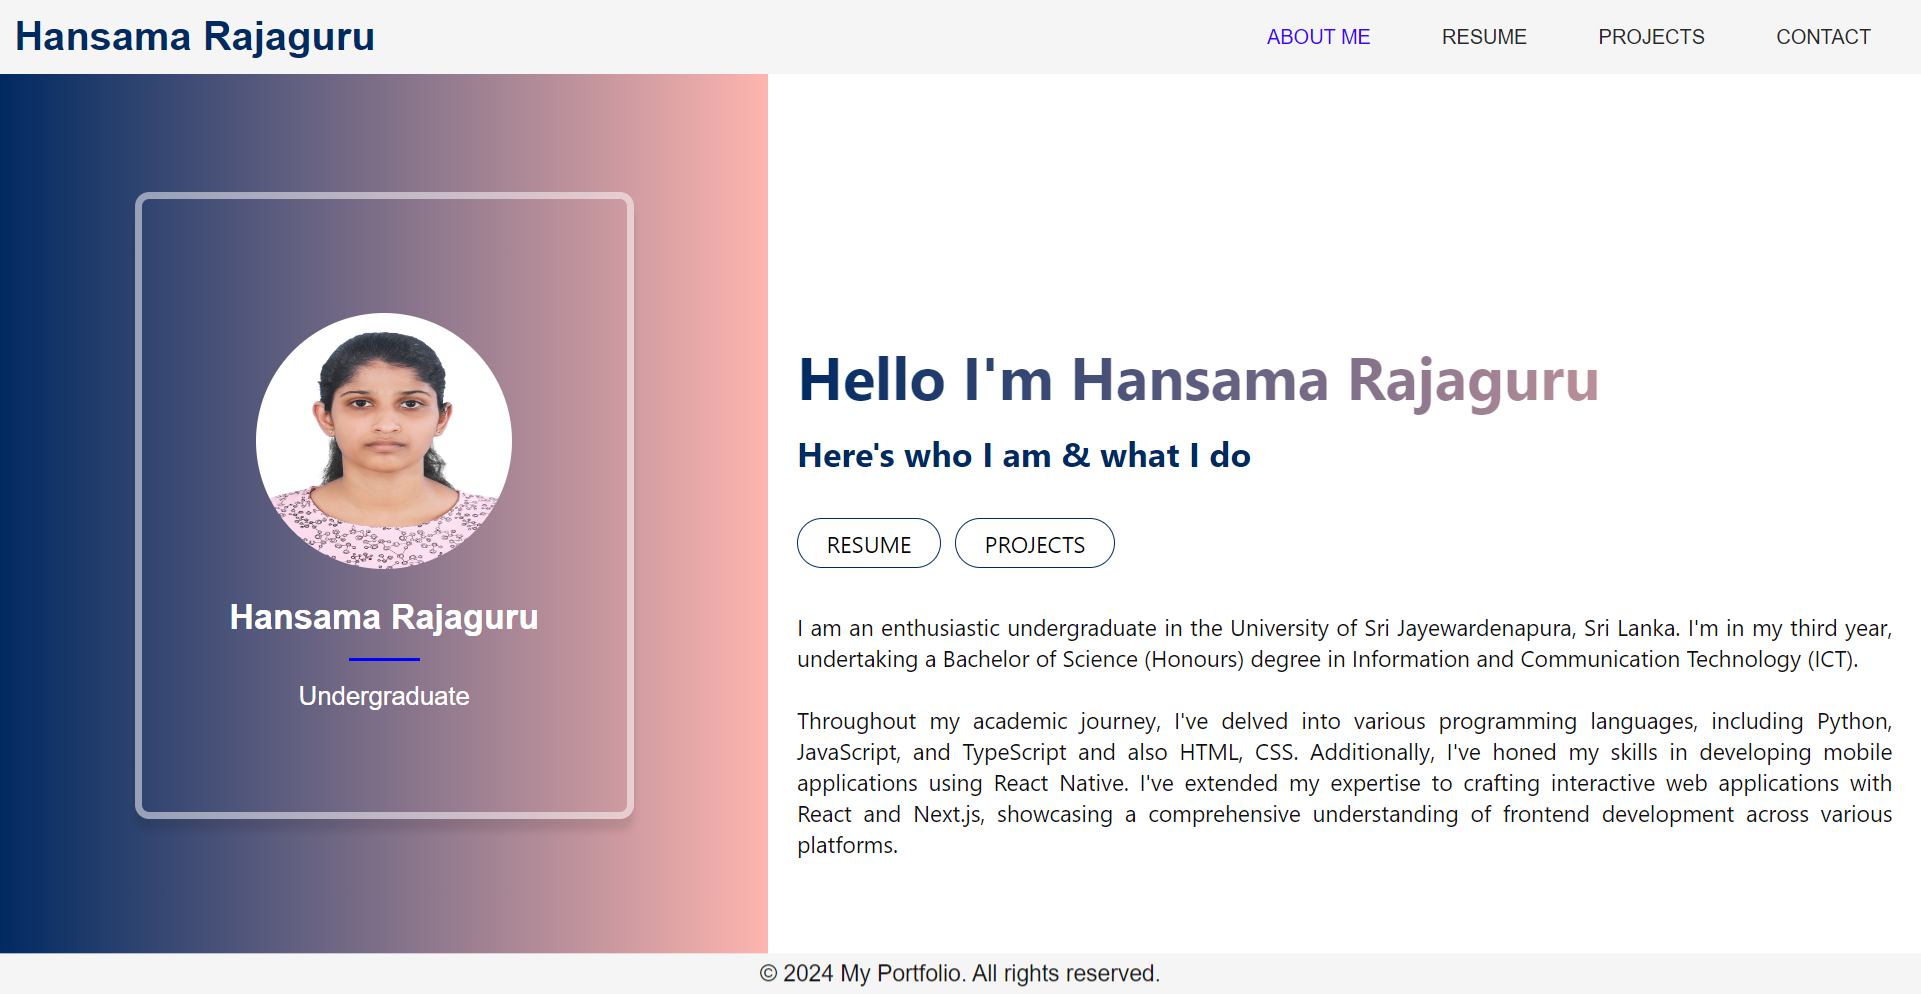 Hansama Rajaguru
ABOUT ME
RESUME
PROJECTS
CONTACT
Hansama Rajaguru
Undergraduate
Hello I'm Hansama Rajaguru
Here's who I am & what I do
RESUME
PROJECTS
I am an enthusiastic undergraduate in the University of Sri Jayewardenapura, Sri Lanka. I'm in my third year,
undertaking a Bachelor of Science (Honours) degree in Information and Communication Technology (ICT).
Throughout my academic journey, I've delved into various programming languages, including Python,
JavaScript, and TypeScript and also HTML, CSS. Additionally, I've honed my skills in developing mobile
applications using React Native. I've extended my expertise to crafting interactive web applications with
React and Next.js, showcasing a comprehensive understanding of frontend development across various
platforms.
© 2024 My Portfolio. All rights reserved.